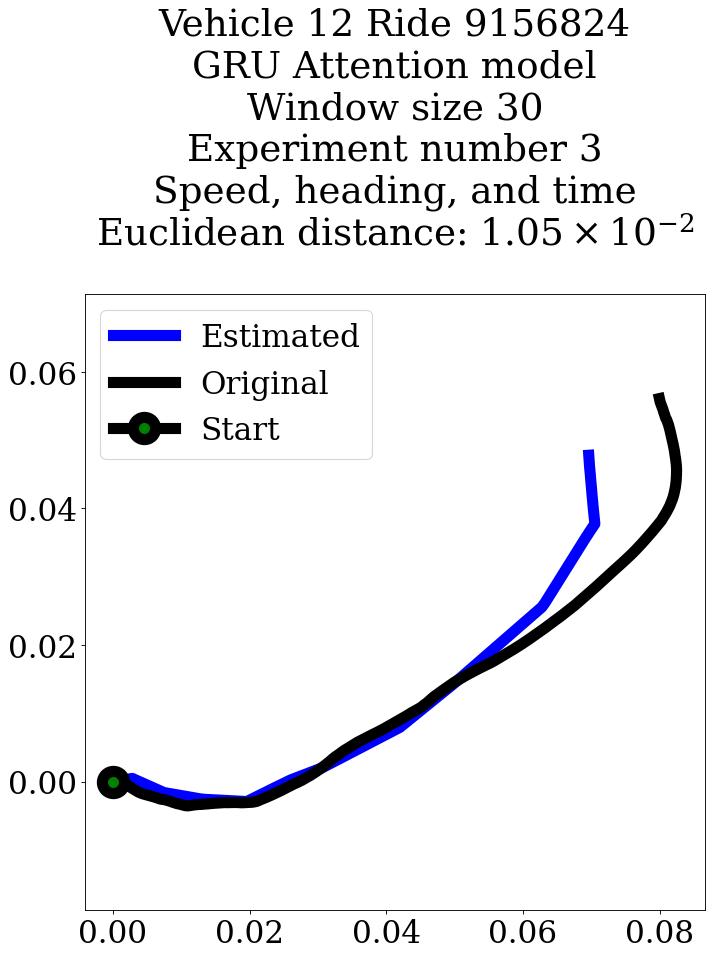 Vehicle 12 Ride 9156824
GRU Attention model
Window size 30
Experiment number 3
Speed, heading, and time
Euclidean distance: 1.05 × 10⁻²
Estimated
Original
Start
0.06
0.04
0.02
0.00
0.00 0.02 0.04 0.06 0.08